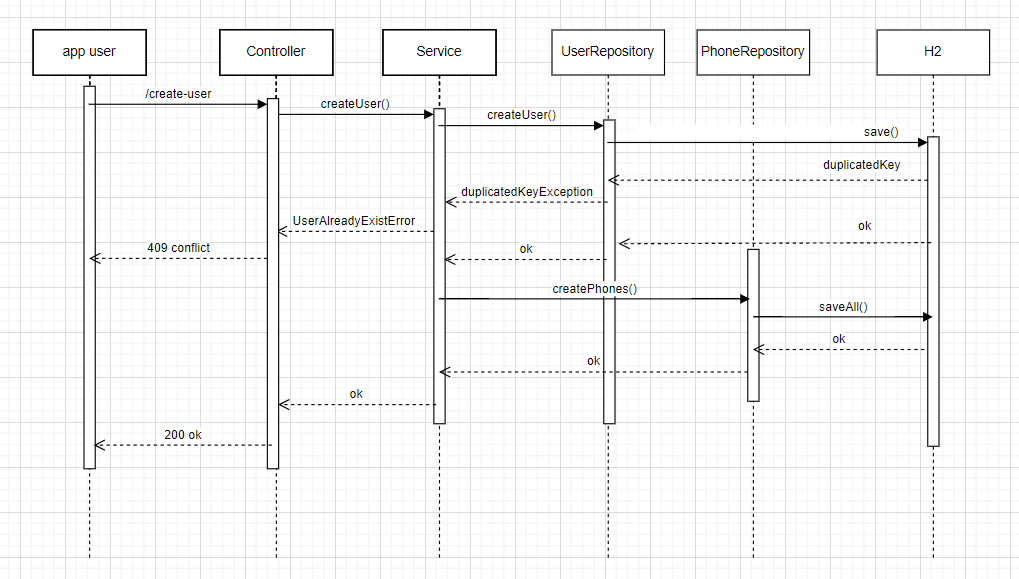 app user
Controller
Service
UserRepository
PhoneRepository
H2
/create-user
createUser()
createUser()
save()
duplicatedKey
duplicatedKeyException
UserAlreadyExistError
ok
409 conflict
ok
createPhones()
saveAll()
ok
ok
ok
200 ok